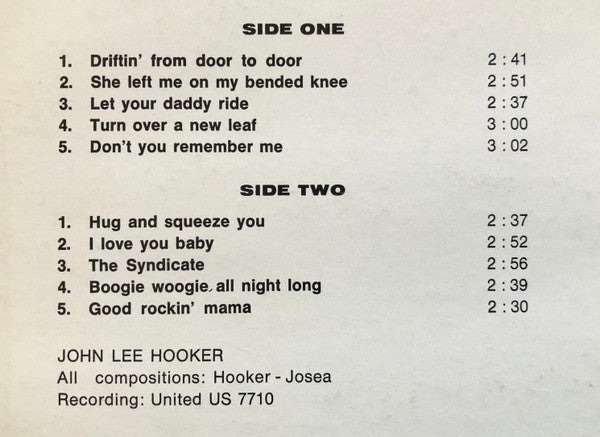 SIDE ONE
1. Driftin' from door to door 2:41
2. She left me on my bended knee 2:51
3. Let your daddy ride 2:37
4. Turn over a new leaf 3:00
5. Don't you remember me 3:02
SIDE TWO
1. Hug and squeeze you 2:37
2. I love you baby 2:52
3. The Syndicate 2:56
4. Boogie woogie all night long 2:39
5. Good rockin' mama 2:30
JOHN LEE HOOKER
All compositions: Hooker - Josea
Recording: United US 7710